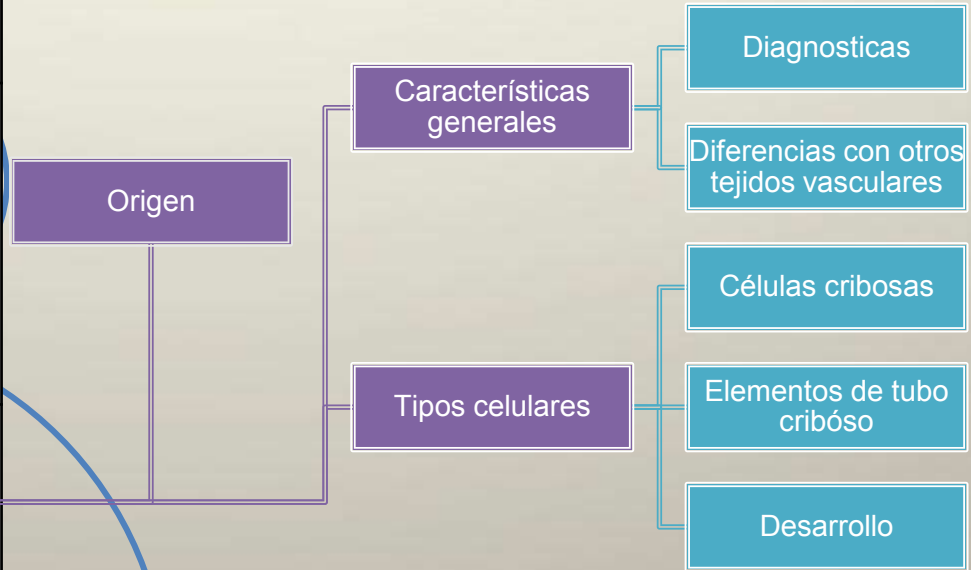 Origen
Características
generales
Diagnosticas
Diferencias con otros
tejidos vasculares
Tipos celulares
Células cribosas
Elementos de tubo
cribóso
Desarrollo